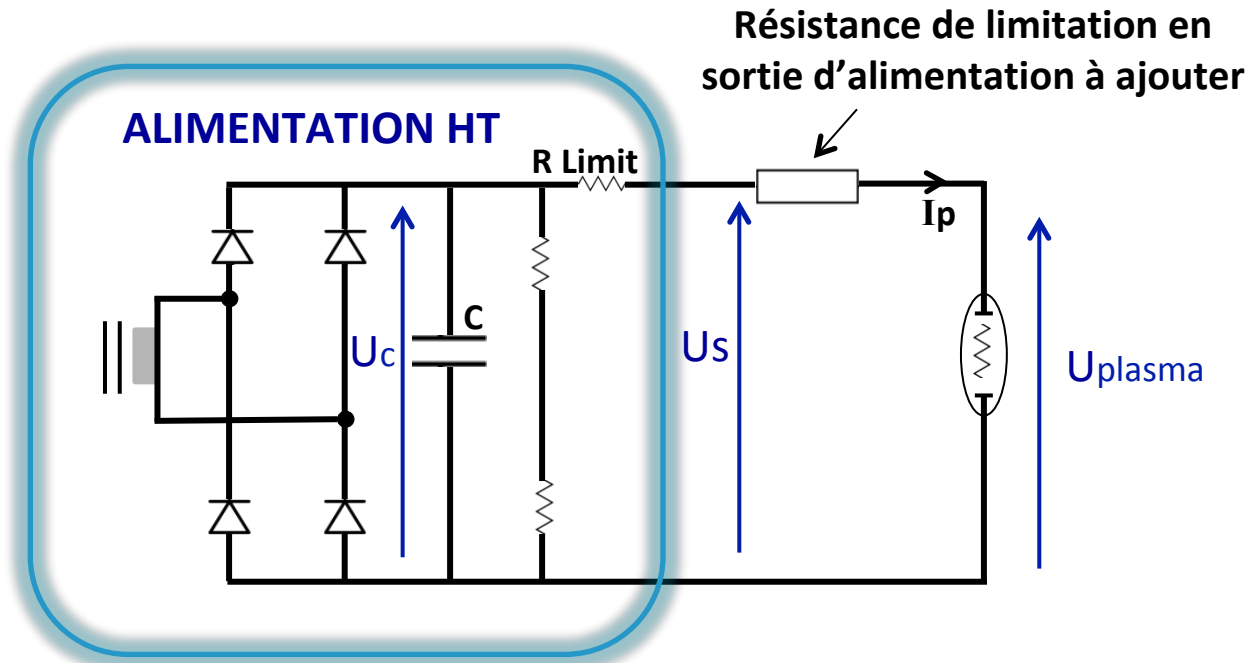 Résistance de limitation en
sortie d’alimentation à ajouter
ALIMENTATION HT
R Limit
Ip
C
Uc
Us
Uplasma